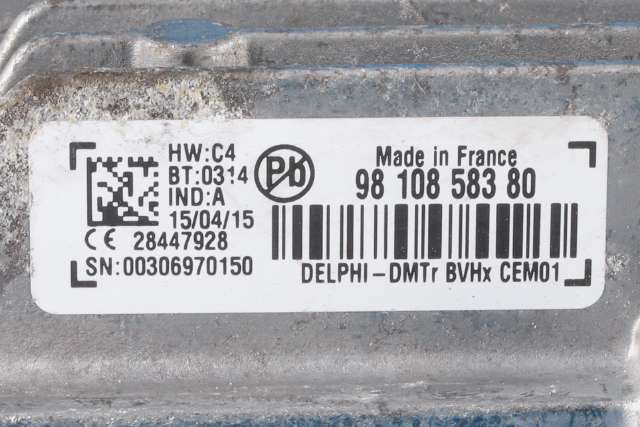 HW:C4
BT:0314
IND:A
15/04/15
CE 28447928
SN:00306970150
Pb
Made in France
98 108 583 80
DELPHI-DMTr BVHx CEM01